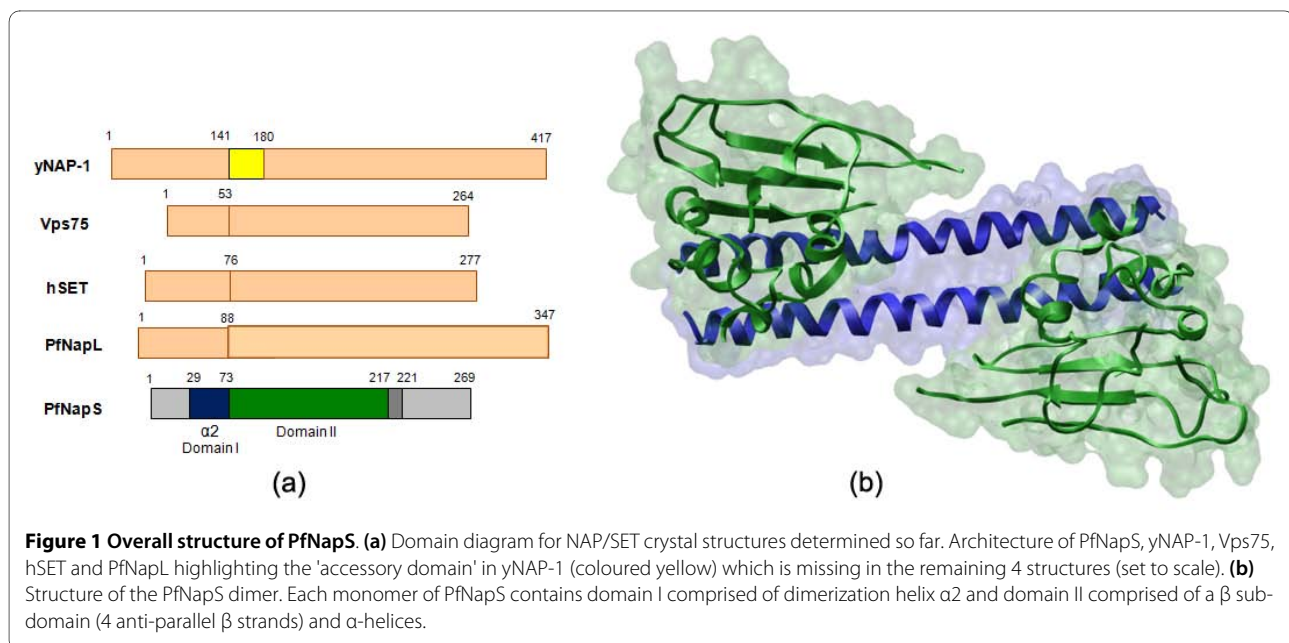 1 141 180 417
yNAP-1
1 53 264
Vps75
1 76 277
hSET
1 88 347
PfNapL
1 29 73 217 221 269
PfNapS
α2 Domain II
Domain I
(a) (b)
Figure 1 Overall structure of PfNapS. (a) Domain diagram for NAP/SET crystal structures determined so far. Architecture of PfNapS, yNAP-1, Vps75,
hSET and PfNapL highlighting the 'accessory domain' in yNAP-1 (coloured yellow) which is missing in the remaining 4 structures (set to scale). (b)
Structure of the PfNapS dimer. Each monomer of PfNapS contains domain I comprised of dimerization helix α2 and domain II comprised of a β sub-
domain (4 anti-parallel β strands) and α-helices.